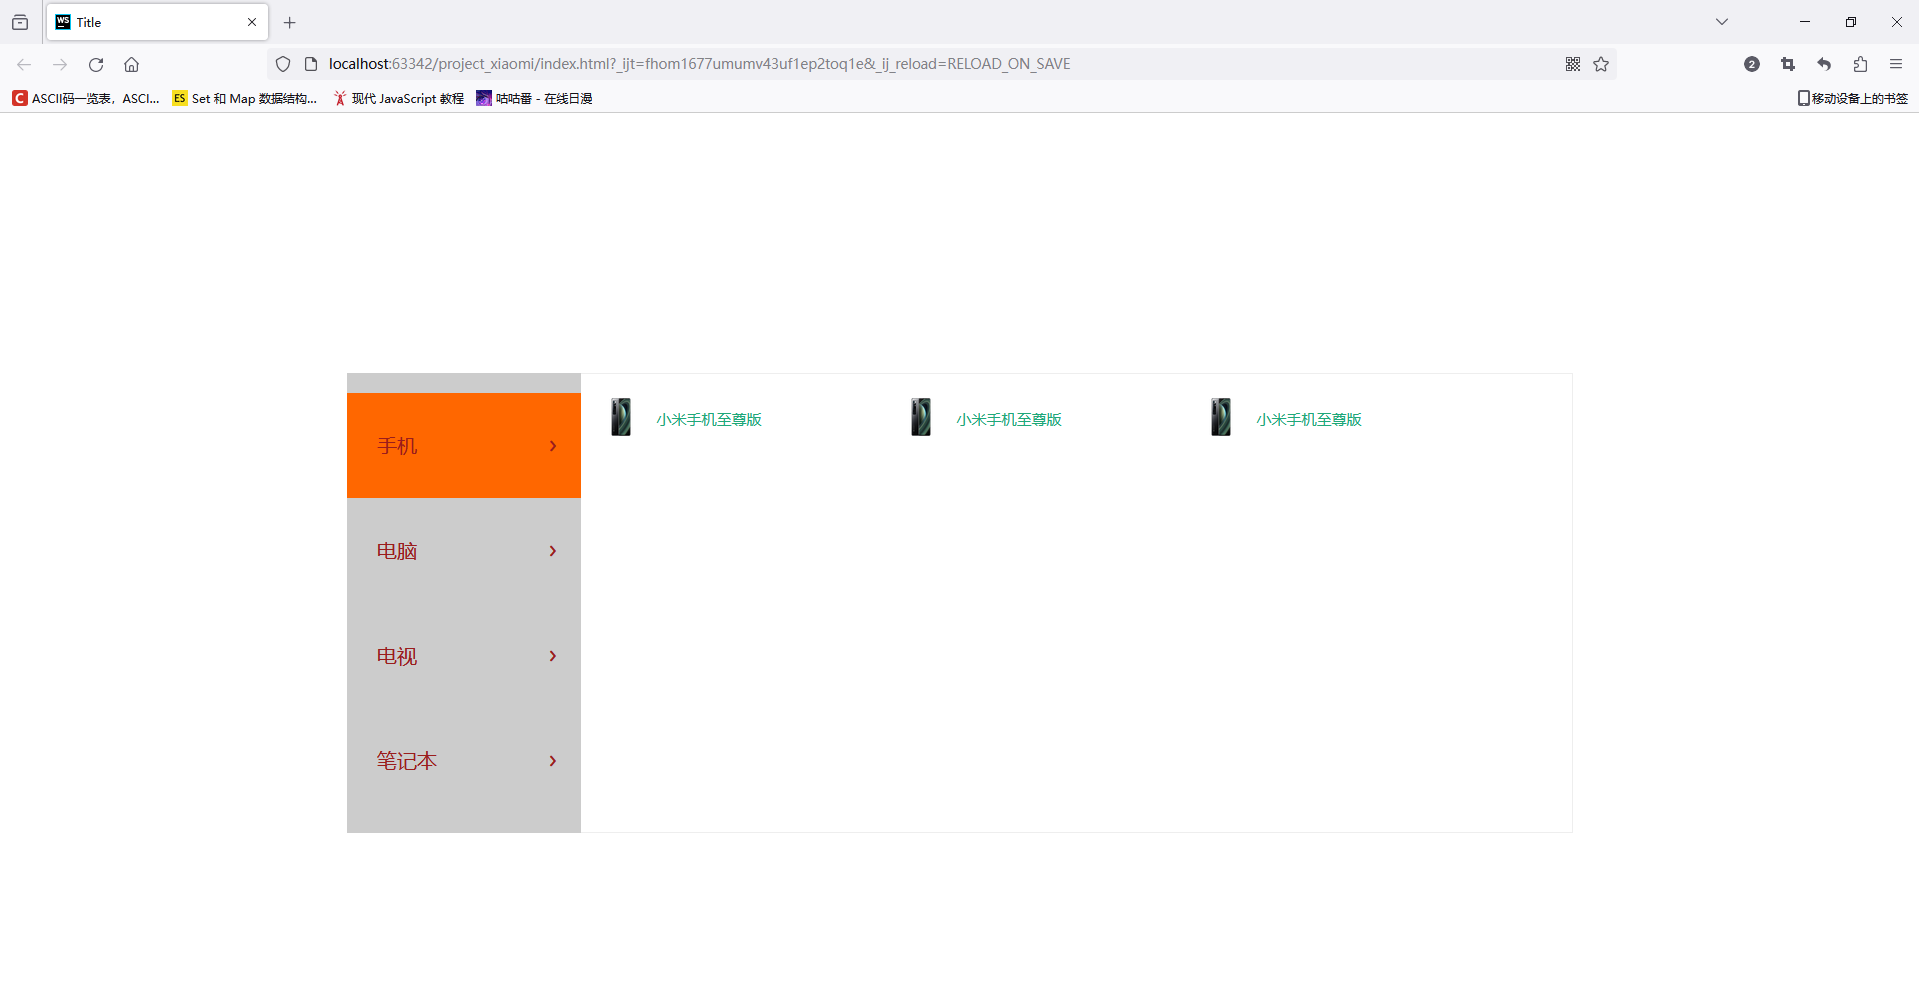 WS Title
localhost:63342/project_xiaomi/index.html?_ijt=fhom1677umumv43uf1ep2toq1e&_ij_reload=RELOAD_ON_SAVE
2
C ASCII码一览表，ASCI... ES Set 和 Map 数据结构... 现代 JavaScript 教程 咕咕番 - 在线日漫 移动设备上的书签
小米手机至尊版 小米手机至尊版 小米手机至尊版
手机
电脑
电视
笔记本